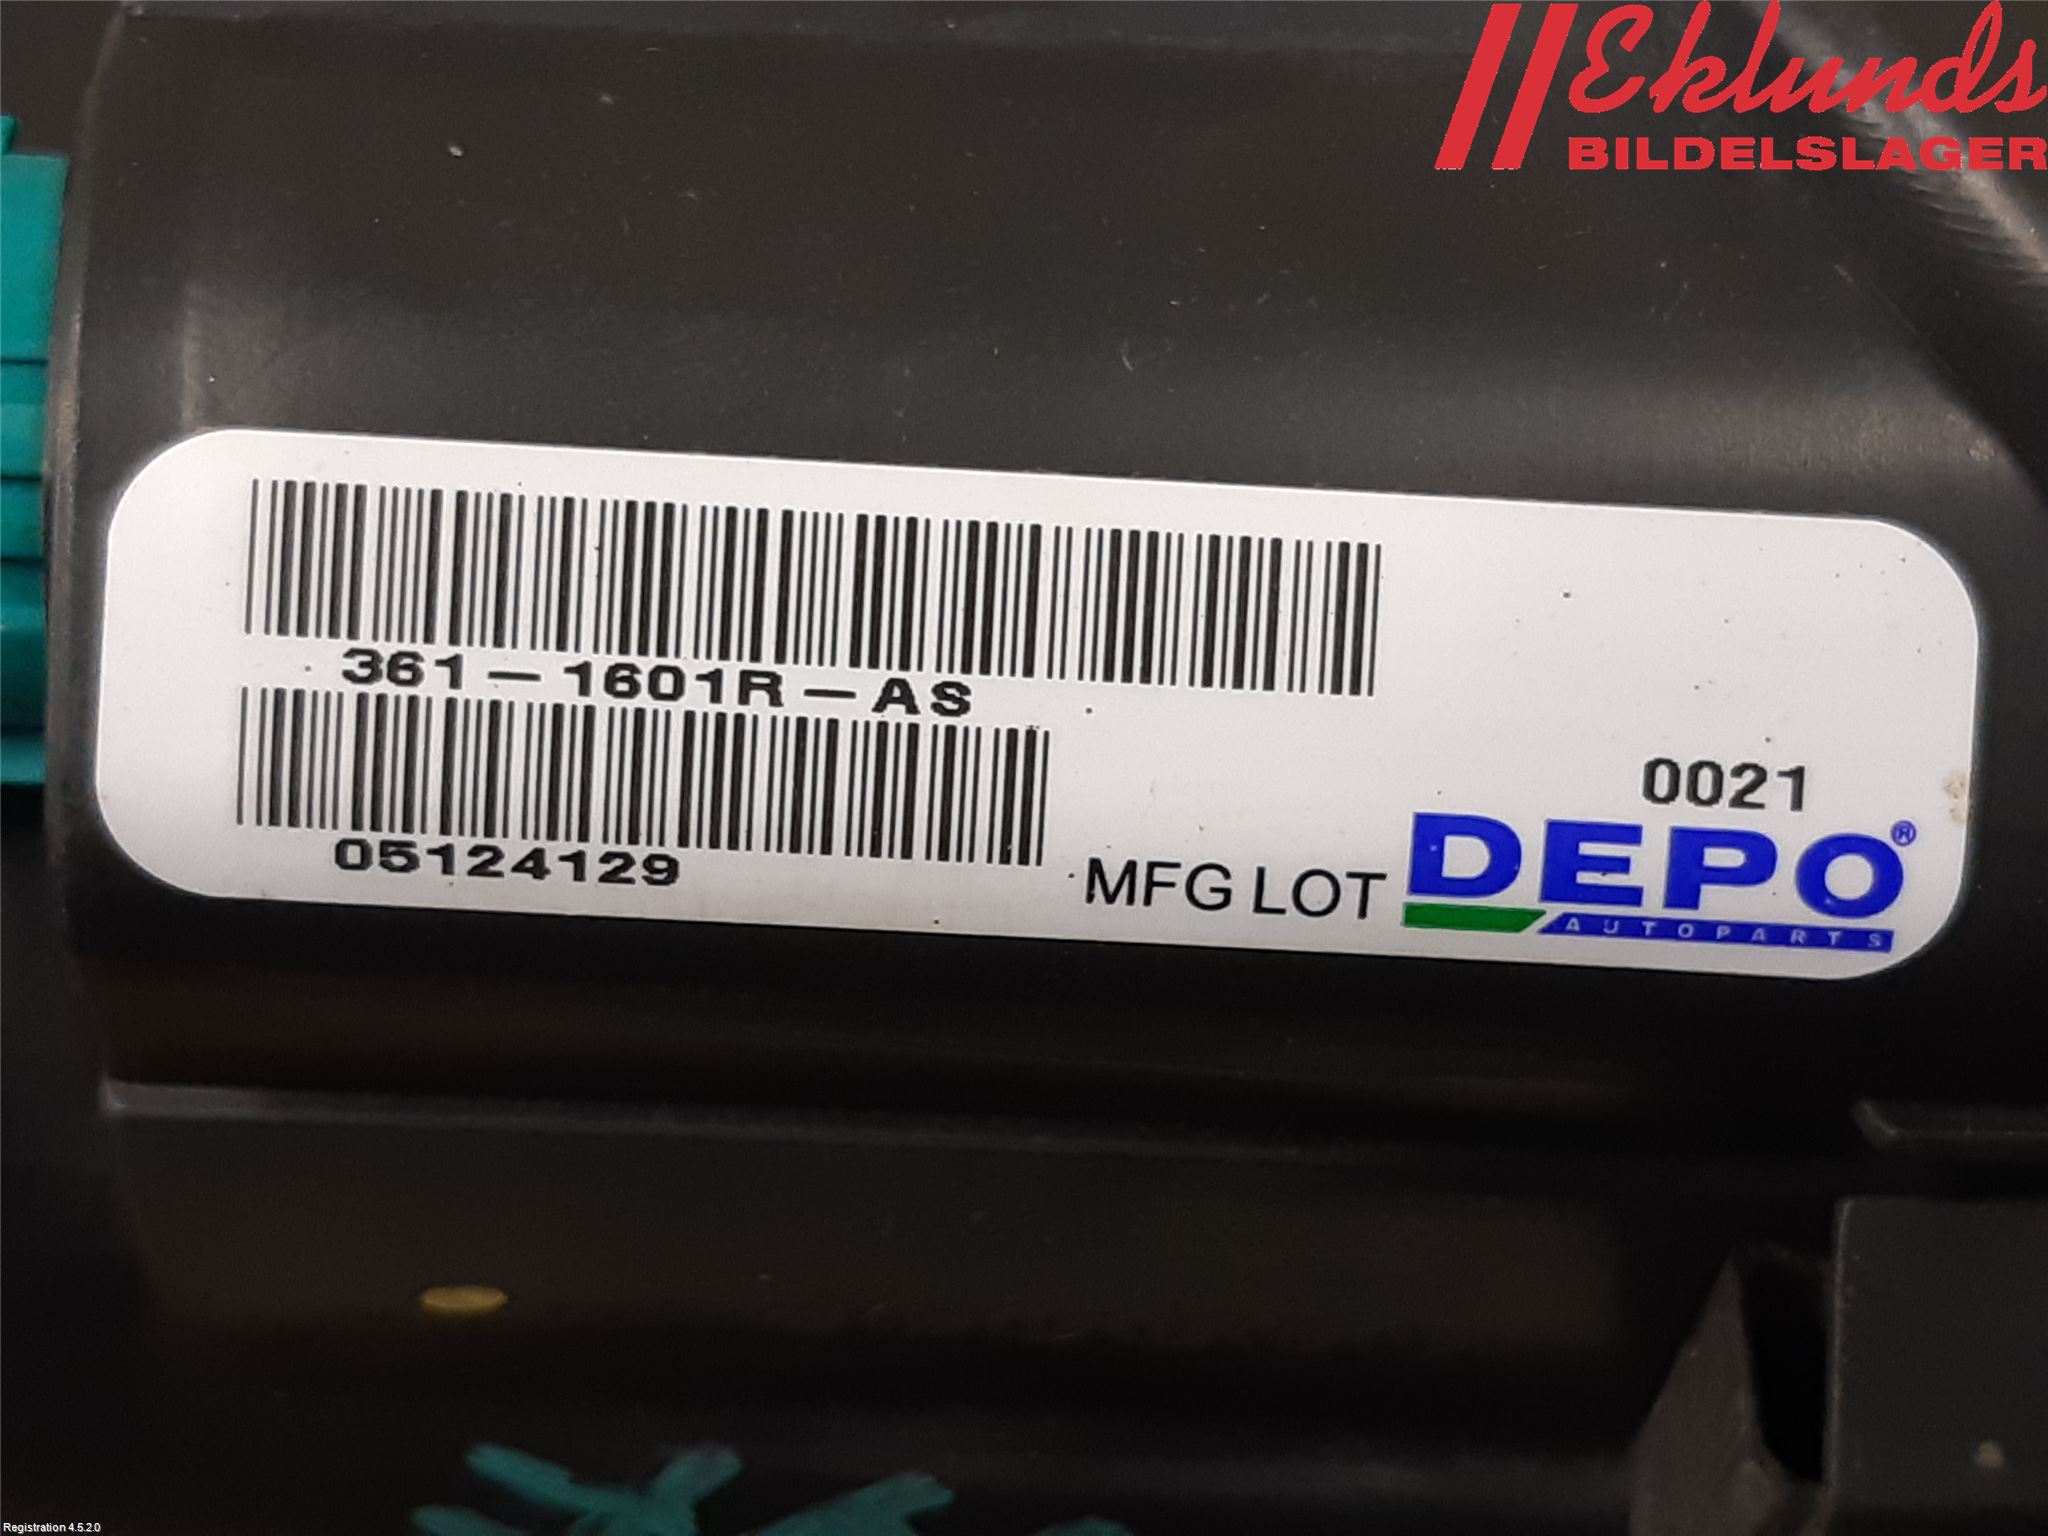 Eklunds
BILDELSLAGER
361-1601R-AS
0021
05124129
MFG LOT
DEPO®
AUTOPARTS
Registration 4.5.2.0